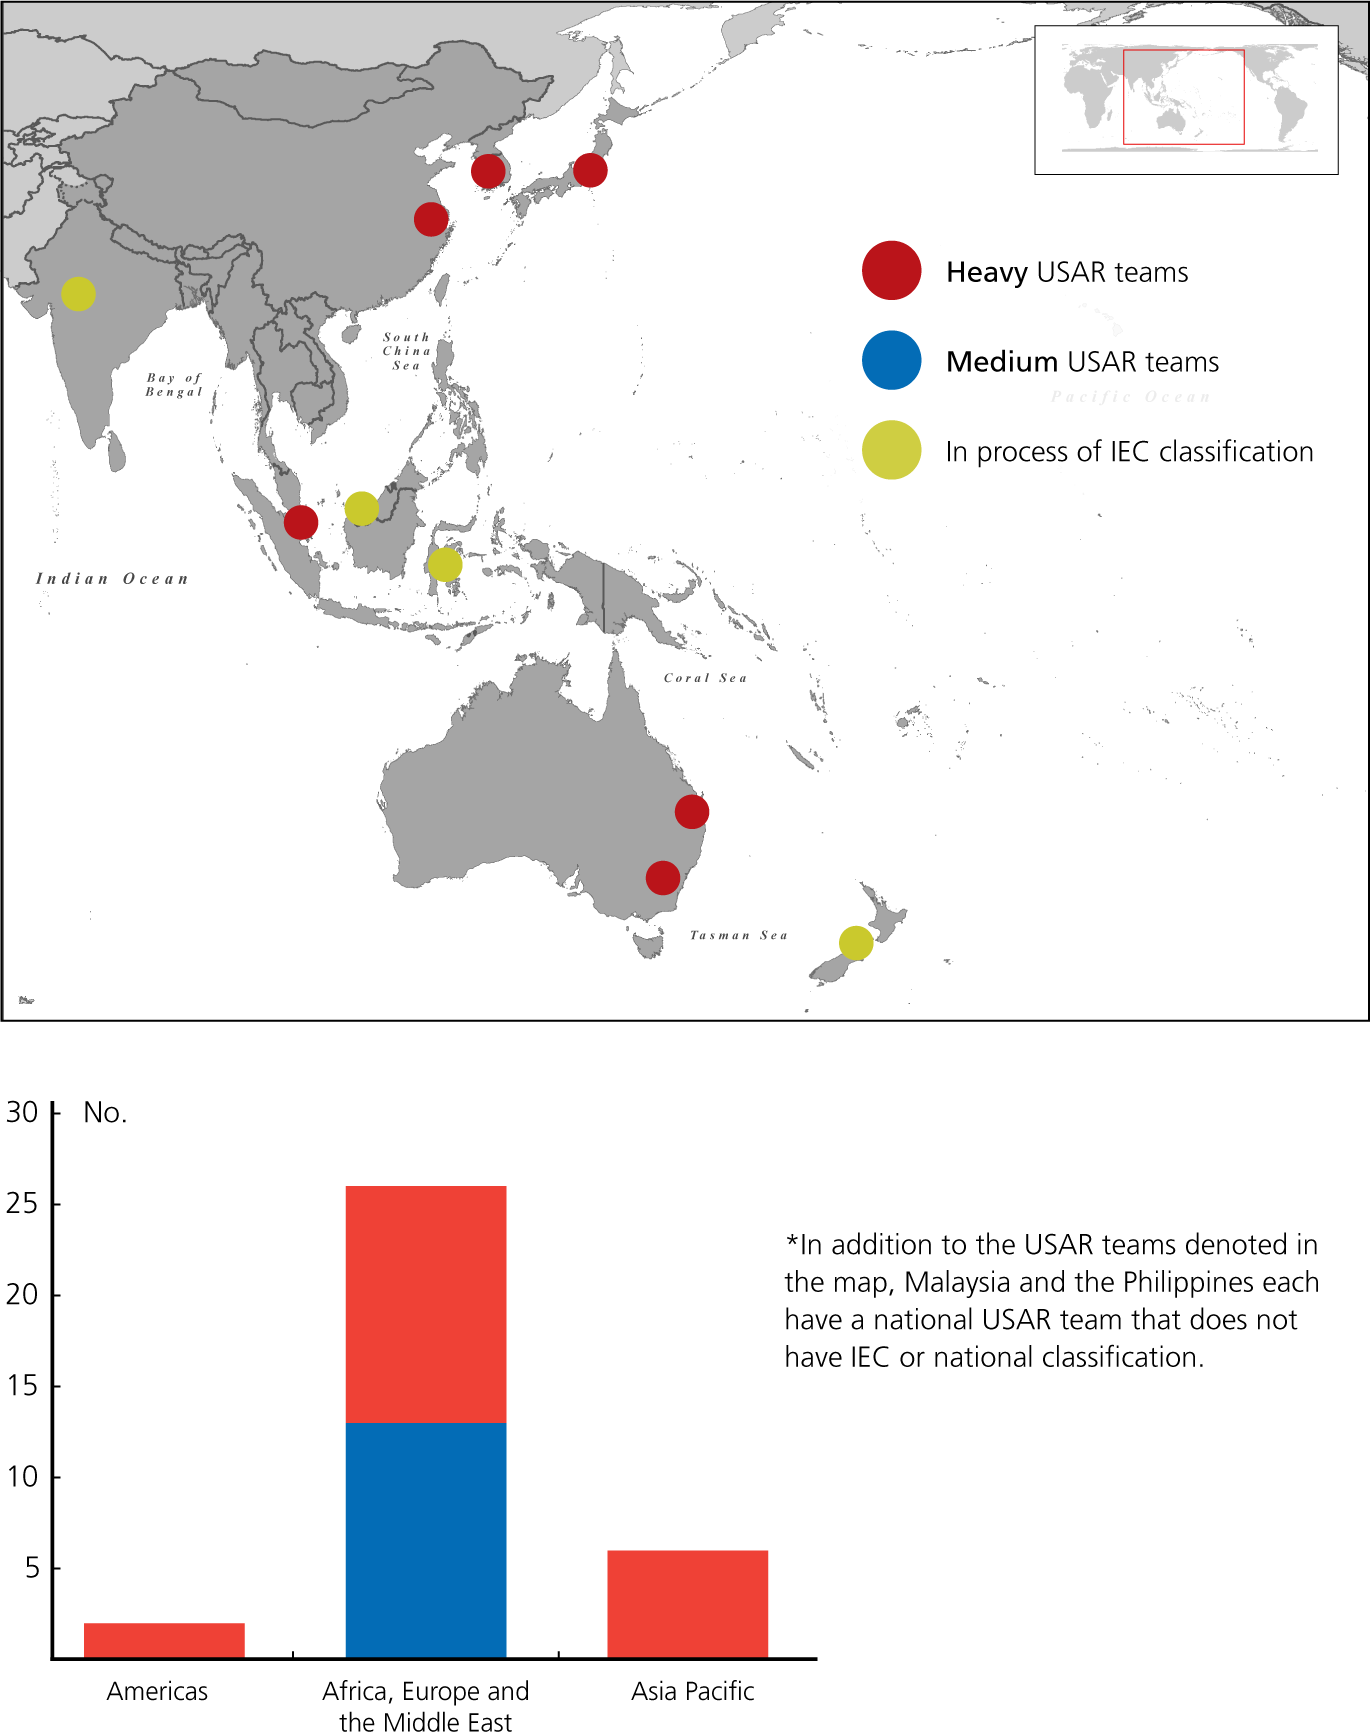 Heavy USAR teams
South
China
Sea
Medium USAR teams
Bay of
Bengal
Pacific Ocean
In process of IEC classification
Indian Ocean
Coral Sea
Tasman Sea
30
No.
25
20
15
10
5
*In addition to the USAR teams denoted in
the map, Malaysia and the Philippines each
have a national USAR team that does not
have IEC or national classification.
Americas
Africa, Europe and
the Middle East
Asia Pacific